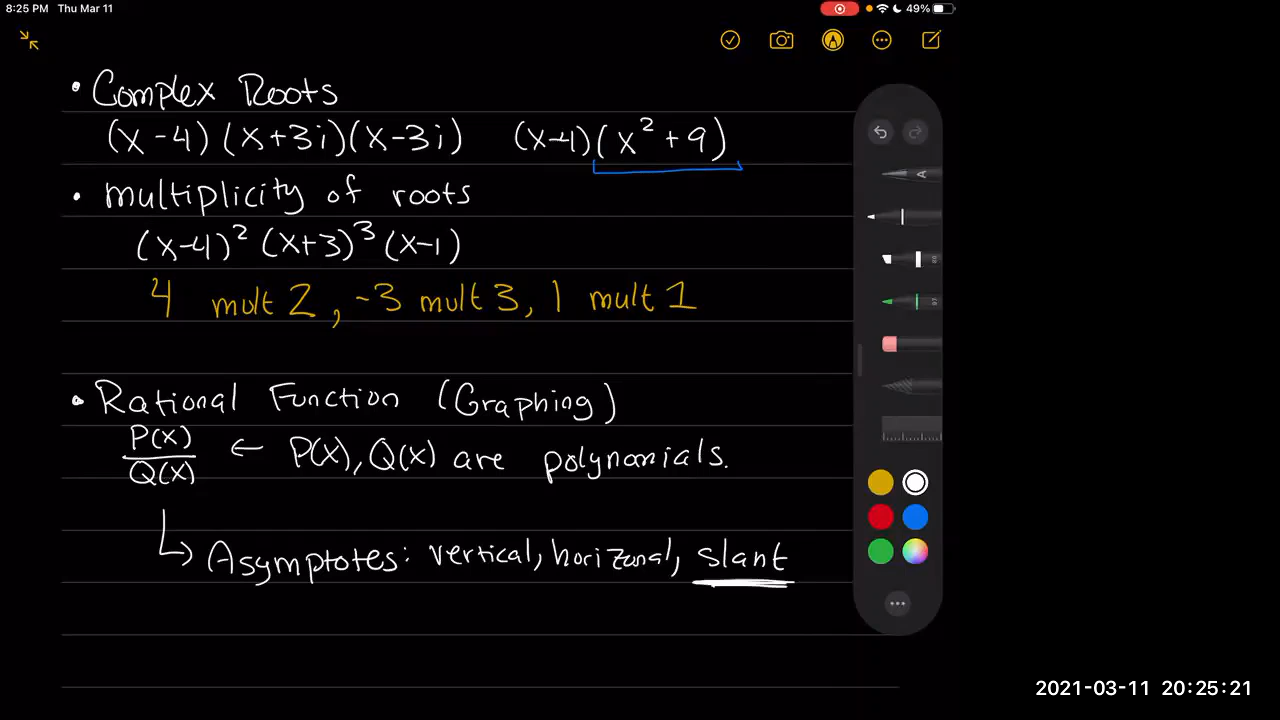 8:25 PM Thu Mar 11
49%
• Complex Roots
(x-4)(x+3i)(x-3i) (x-4)(x²+9)
• multiplicity of roots
(x-4)² (x+3)³ (x-1)
4 mult 2, -3 mult 3, 1 mult 1
• Rational Function (Graphing)
P(x)
Q(x) ← P(x), Q(x) are polynomials.
↳ Asymptotes: vertical, horizonal, slant
2021-03-11 20:25:21